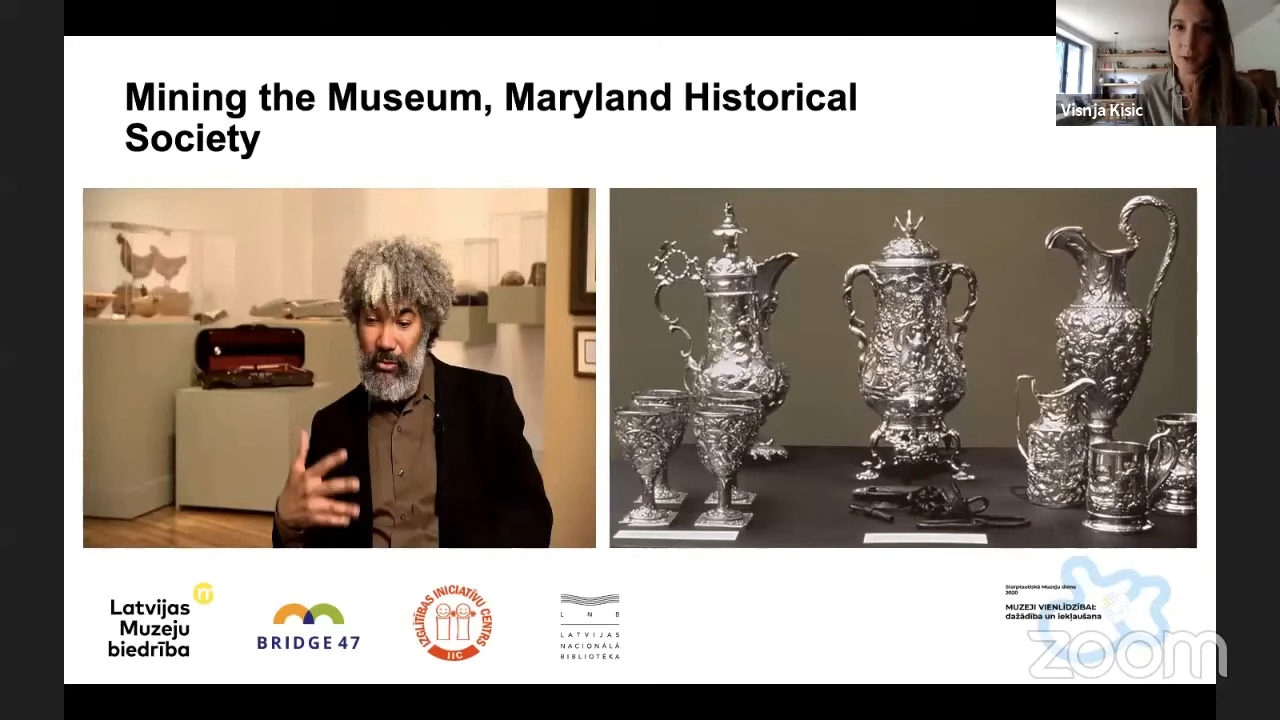 Mining the Museum, Maryland Historical
Society
Visnja Kisic
Latvijas
Muzeju
biedrība
m
BRIDGE 47
IZGLĪTĪBAS INICIATĪVU CENTRS
IIC
L N B
LATVIJAS
NACIONĀLĀ
BIBLIOTĒKA
Starptautiskā Muzeju diena
2020
MUZEJI VIENLĪDZĪBAI:
dažādība un iekļaušana
zoom